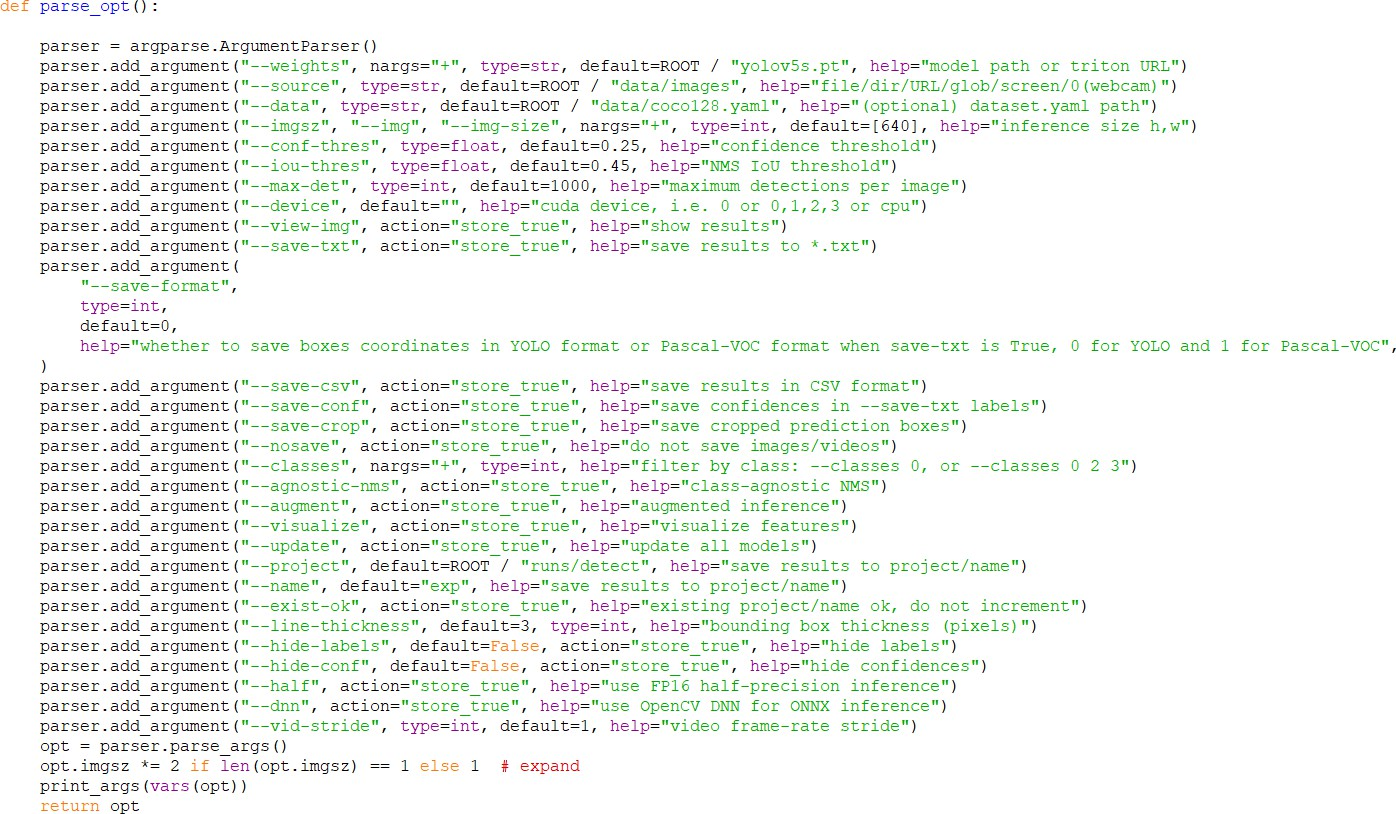 def parse_opt():
    parser = argparse.ArgumentParser()
    parser.add_argument("--weights", nargs="+", type=str, default=ROOT / "yolov5s.pt", help="model path or triton URL")
    parser.add_argument("--source", type=str, default=ROOT / "data/images", help="file/dir/URL/glob/screen/0(webcam)")
    parser.add_argument("--data", type=str, default=ROOT / "data/coco128.yaml", help="(optional) dataset.yaml path")
    parser.add_argument("--imgsz", "--img", "--img-size", nargs="+", type=int, default=[640], help="inference size h,w")
    parser.add_argument("--conf-thres", type=float, default=0.25, help="confidence threshold")
    parser.add_argument("--iou-thres", type=float, default=0.45, help="NMS IoU threshold")
    parser.add_argument("--max-det", type=int, default=1000, help="maximum detections per image")
    parser.add_argument("--device", default="", help="cuda device, i.e. 0 or 0,1,2,3 or cpu")
    parser.add_argument("--view-img", action="store_true", help="show results")
    parser.add_argument("--save-txt", action="store_true", help="save results to *.txt")
    parser.add_argument(
        "--save-format",
        type=int,
        default=0,
        help="whether to save boxes coordinates in YOLO format or Pascal-VOC format when save-txt is True, 0 for YOLO and 1 for Pascal-VOC",
    )
    parser.add_argument("--save-csv", action="store_true", help="save results in CSV format")
    parser.add_argument("--save-conf", action="store_true", help="save confidences in --save-txt labels")
    parser.add_argument("--save-crop", action="store_true", help="save cropped prediction boxes")
    parser.add_argument("--nosave", action="store_true", help="do not save images/videos")
    parser.add_argument("--classes", nargs="+", type=int, help="filter by class: --classes 0, or --classes 0 2 3")
    parser.add_argument("--agnostic-nms", action="store_true", help="class-agnostic NMS")
    parser.add_argument("--augment", action="store_true", help="augmented inference")
    parser.add_argument("--visualize", action="store_true", help="visualize features")
    parser.add_argument("--update", action="store_true", help="update all models")
    parser.add_argument("--project", default=ROOT / "runs/detect", help="save results to project/name")
    parser.add_argument("--name", default="exp", help="save results to project/name")
    parser.add_argument("--exist-ok", action="store_true", help="existing project/name ok, do not increment")
    parser.add_argument("--line-thickness", default=3, type=int, help="bounding box thickness (pixels)")
    parser.add_argument("--hide-labels", default=False, action="store_true", help="hide labels")
    parser.add_argument("--hide-conf", default=False, action="store_true", help="hide confidences")
    parser.add_argument("--half", action="store_true", help="use FP16 half-precision inference")
    parser.add_argument("--dnn", action="store_true", help="use OpenCV DNN for ONNX inference")
    parser.add_argument("--vid-stride", type=int, default=1, help="video frame-rate stride")
    opt = parser.parse_args()
    opt.imgsz *= 2 if len(opt.imgsz) == 1 else 1  # expand
    print_args(vars(opt))
    return opt